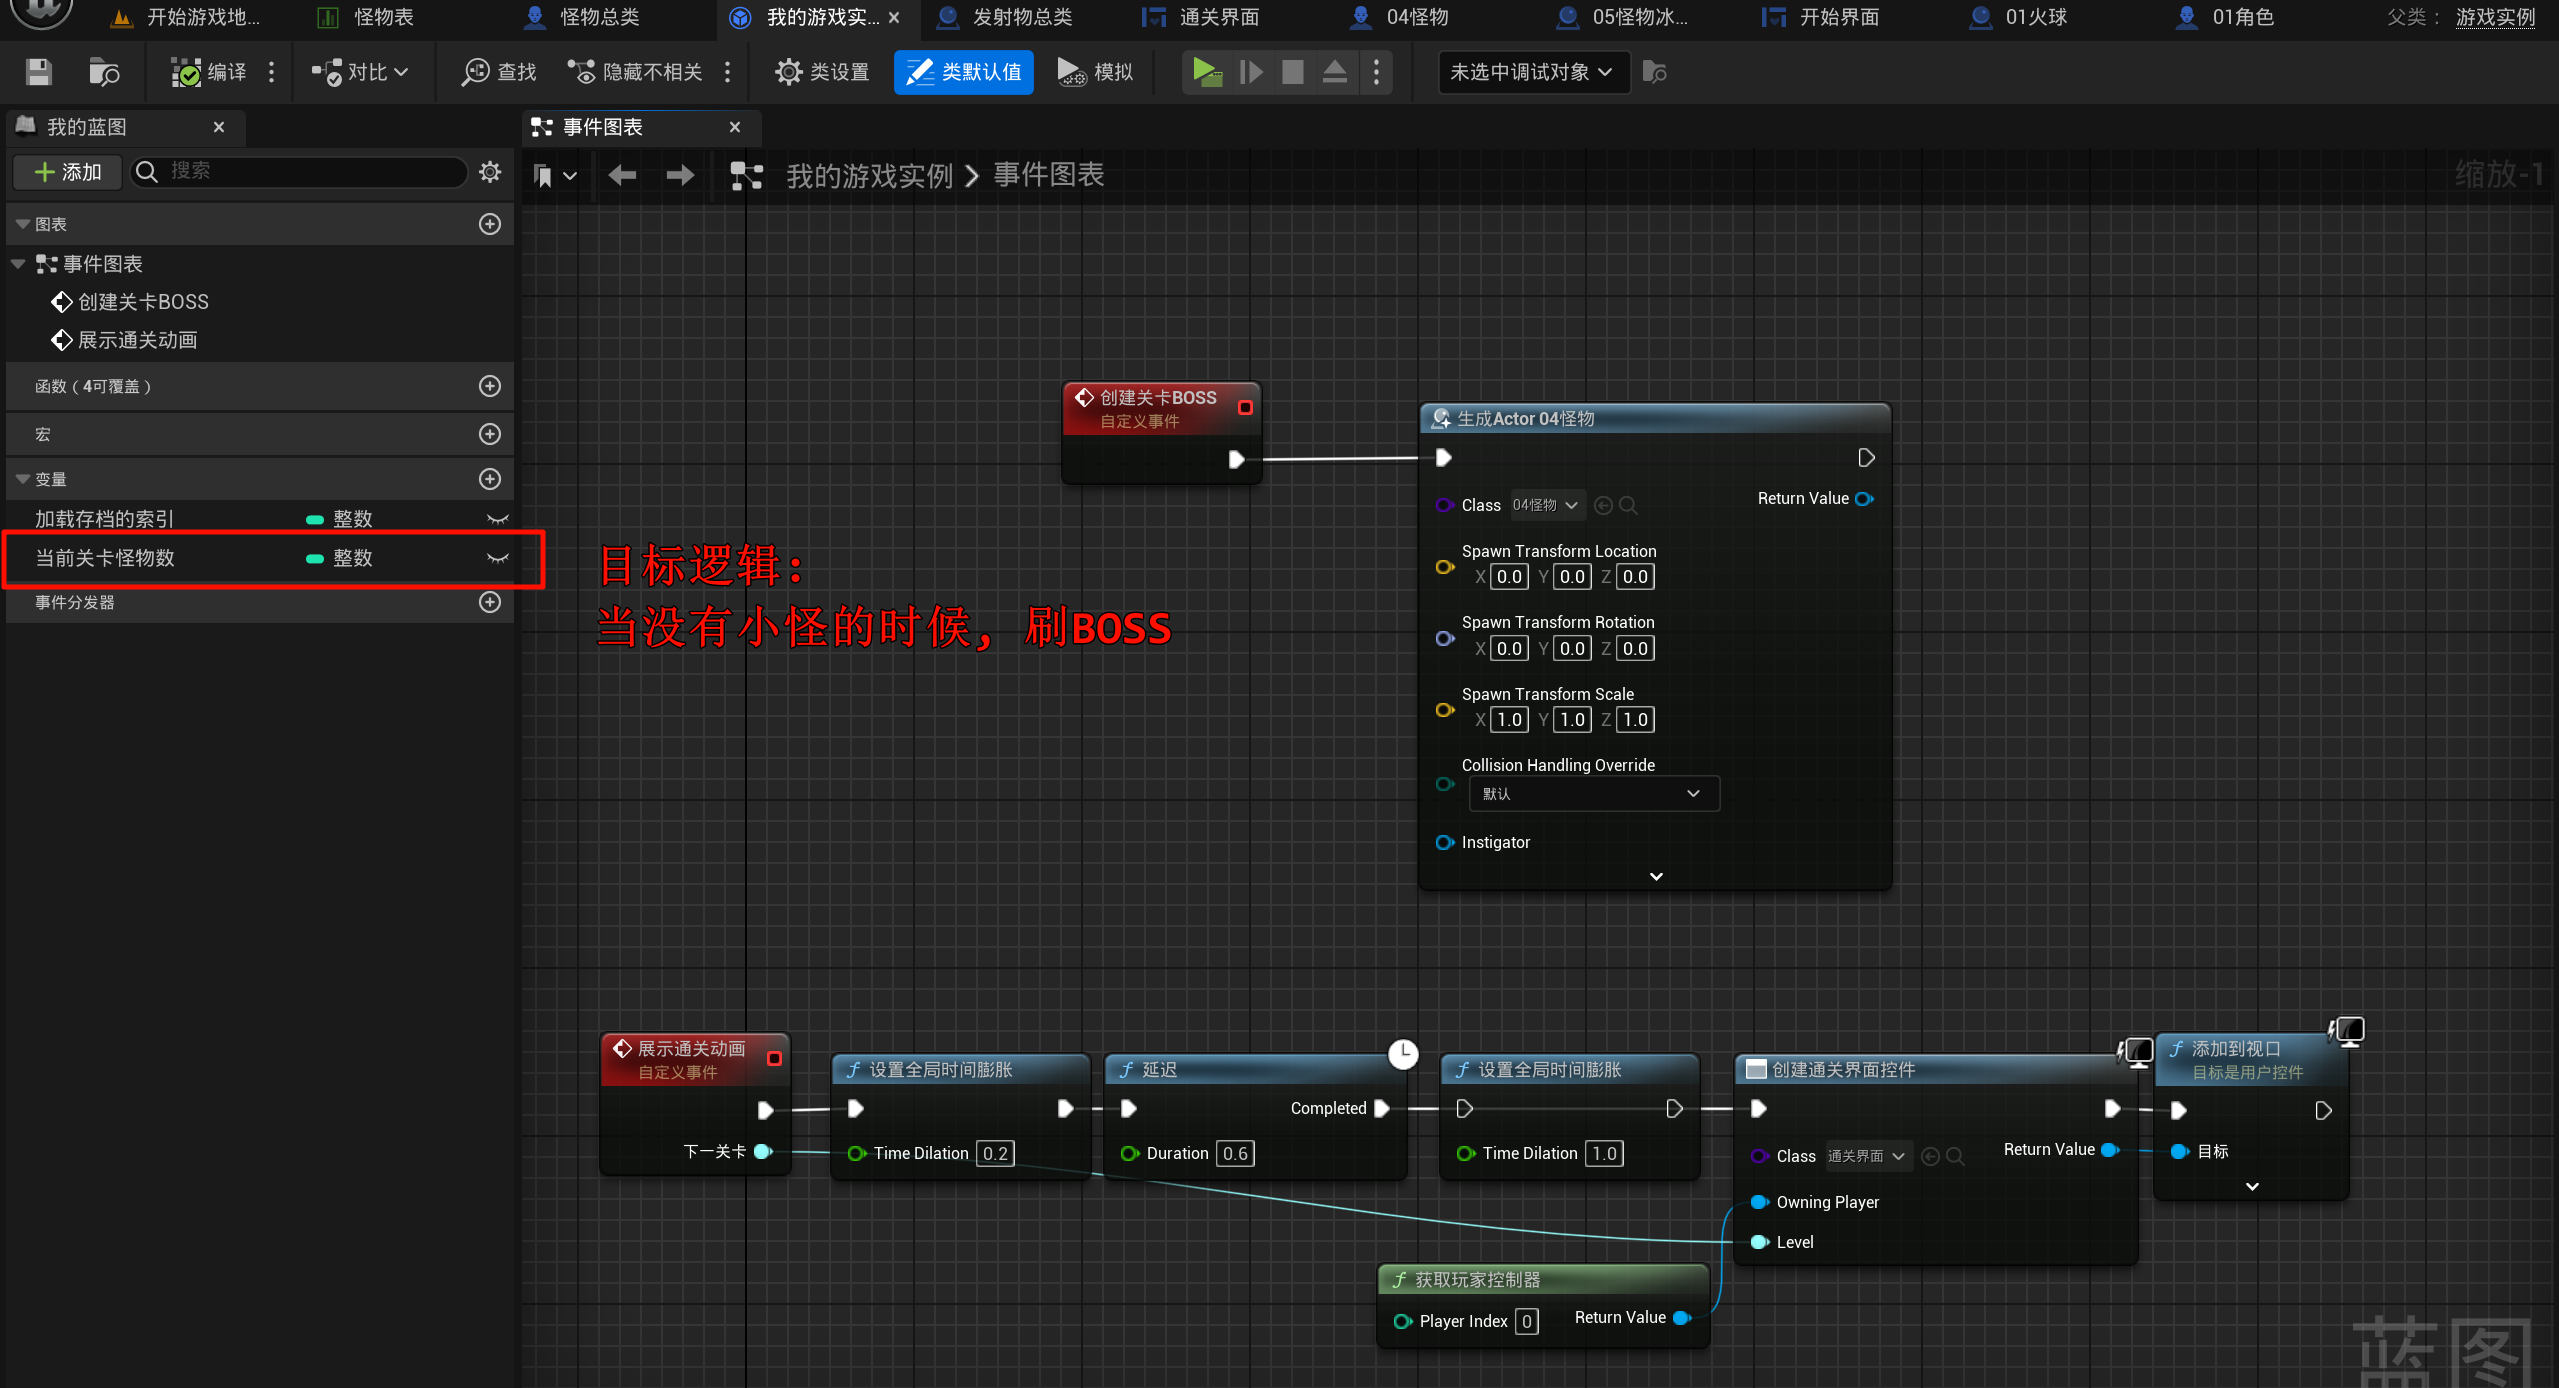 开始游戏地...
怪物表
怪物总类
我的游戏实...
发射物总类
通关界面
04怪物
05怪物冰...
开始界面
01火球
01角色
父类：
游戏实例
编译
对比
查找
隐藏不相关
类设置
类默认值
模拟
未选中调试对象
我的蓝图
事件图表
添加
搜索
我的游戏实例 > 事件图表
缩放-1
图表
事件图表
创建关卡BOSS
展示通关动画
函数（4可覆盖）
宏
变量
加载存档的索引 整数
当前关卡怪物数 整数
事件分发器
目标逻辑：
当没有小怪的时候，刷BOSS
创建关卡BOSS
自定义事件
生成Actor 04怪物
Class 04怪物
Return Value
Spawn Transform Location
X 0.0 Y 0.0 Z 0.0
Spawn Transform Rotation
X 0.0 Y 0.0 Z 0.0
Spawn Transform Scale
X 1.0 Y 1.0 Z 1.0
Collision Handling Override
默认
Instigator
展示通关动画
自定义事件
下一关卡
设置全局时间膨胀
Time Dilation 0.2
延迟
Completed
Duration 0.6
设置全局时间膨胀
Time Dilation 1.0
创建通关界面控件
Class 通关界面
Return Value
Owning Player
Level
添加到视口
目标是用户控件
目标
获取玩家控制器
Player Index 0
Return Value
蓝图